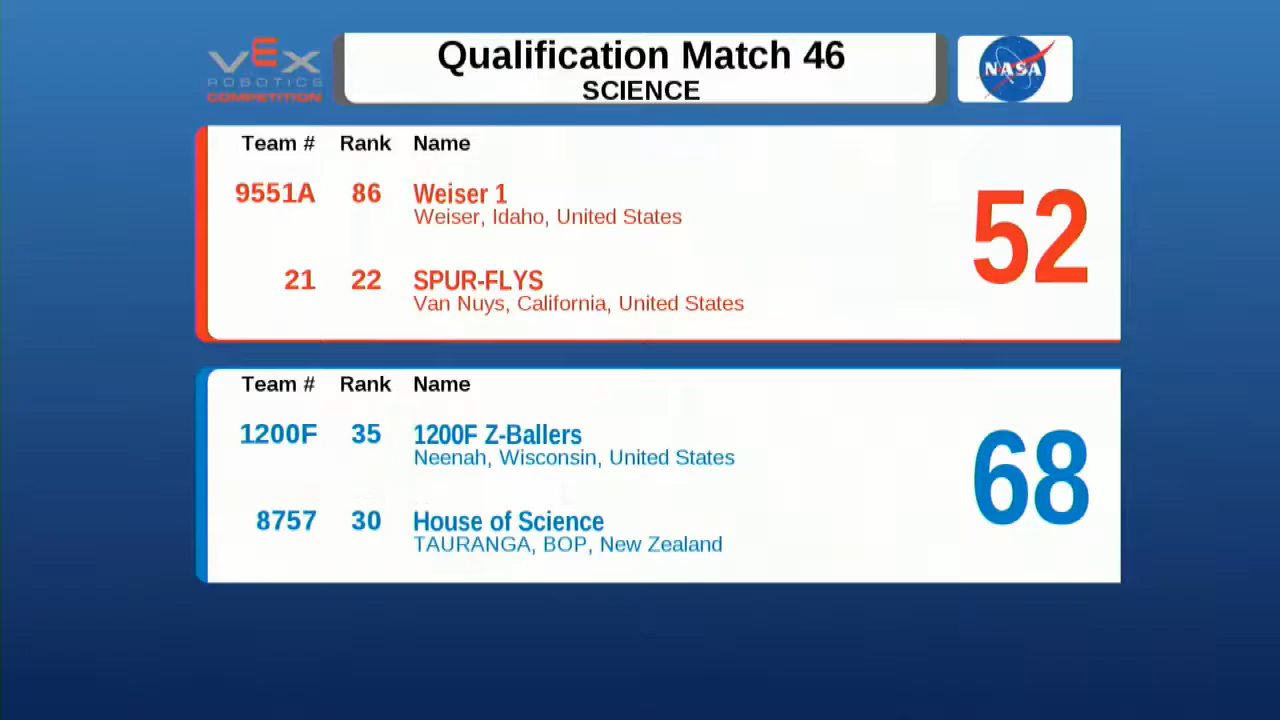 VEX
ROBOTICS
COMPETITION
Qualification Match 46
SCIENCE
NASA
Team # Rank Name
9551A 86 Weiser 1
Weiser, Idaho, United States
21 22 SPUR-FLYS
Van Nuys, California, United States
52
Team # Rank Name
1200F 35 1200F Z-Ballers
Neenah, Wisconsin, United States
8757 30 House of Science
TAURANGA, BOP, New Zealand
68